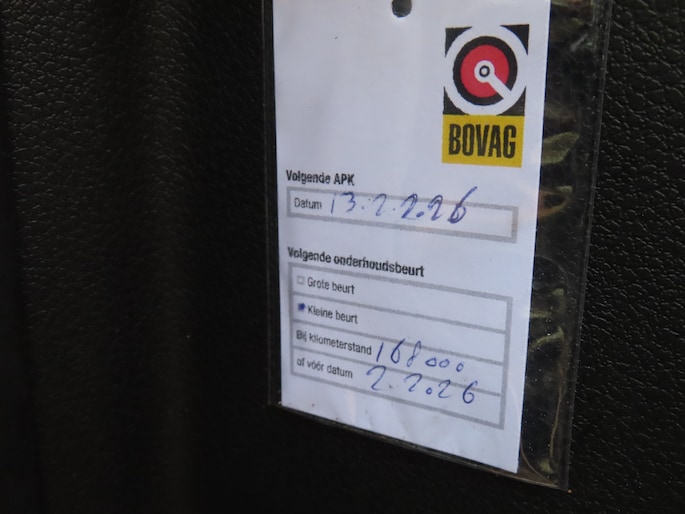 BOVAG
Volgende APK
Datum 13.2.2026
Volgende onderhoudsbeurt
Grote beurt
Kleine beurt
Bij kilometerstand 168000
of vóór datum 2.2026